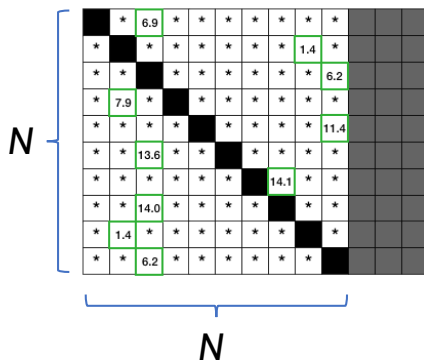 * 6.9 * * * * * * *
* * * * * * * 1.4 *
* * * * * * * * 6.2
* 7.9 * * * * * * *
* * * * * * * * 11.4
N
* * 13.6 * * * * * *
* * * * * * 14.1 * *
* * 14.0 * * * * * *
* 1.4 * * * * * * *
* * 6.2 * * * * * *
N